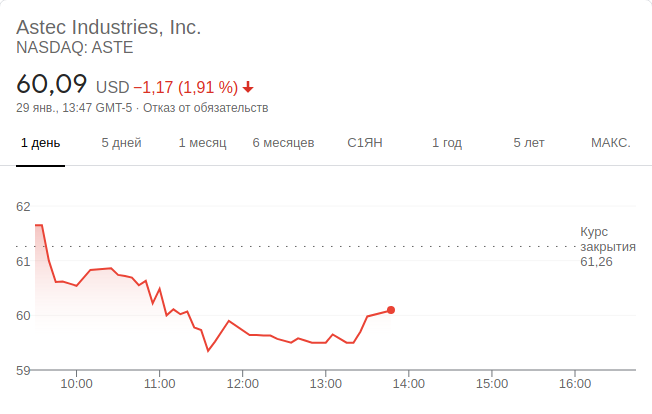 Astec Industries, Inc.
NASDAQ: ASTE
60,09 USD −1,17 (1,91 %)
29 янв., 13:47 GMT-5 · Отказ от обязательств
1 день 5 дней 1 месяц 6 месяцев С1ЯН 1 год 5 лет МАКС.
62
61
60
59
Курс
закрытия
61,26
10:00 11:00 12:00 13:00 14:00 15:00 16:00